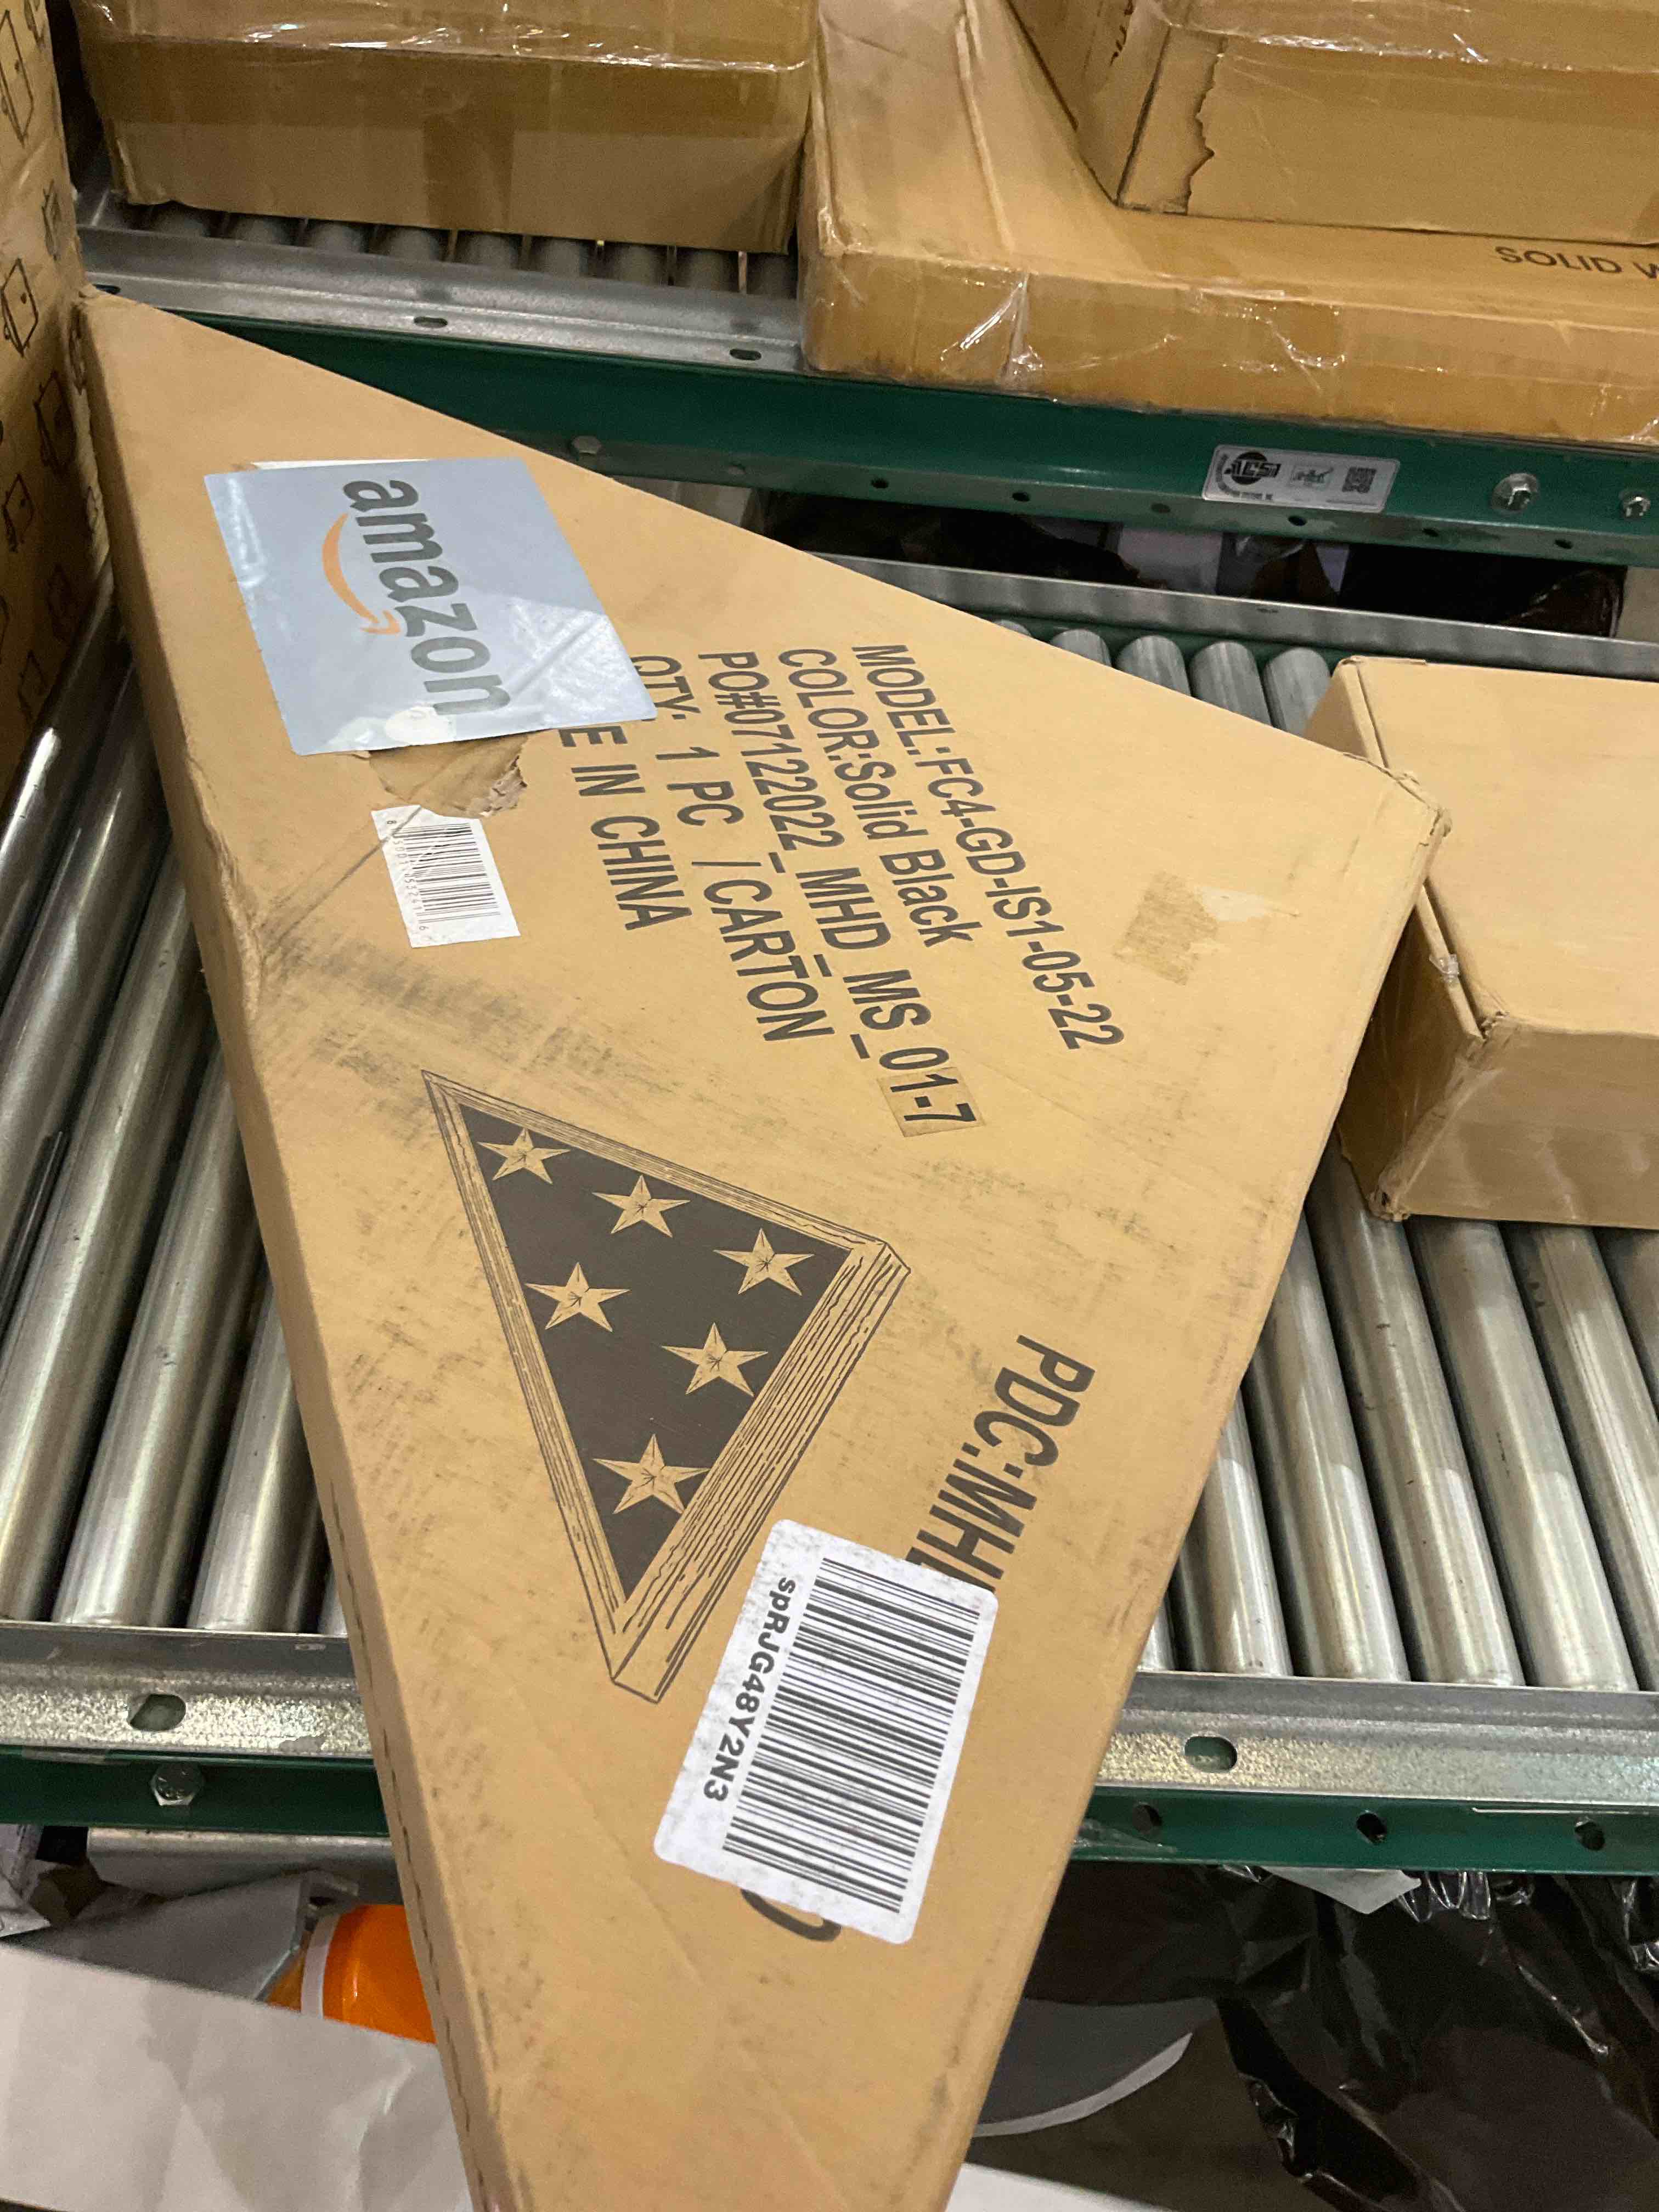 amazon
MODEL:FC4-GD-IS1-05-22
COLOR:Solid Black
PO#07122022_MHD_MS_01-7
QTY: 1 PC /CARTON
E IN CHINA
PDC:MH
spRJG48Y2N3
SOLID